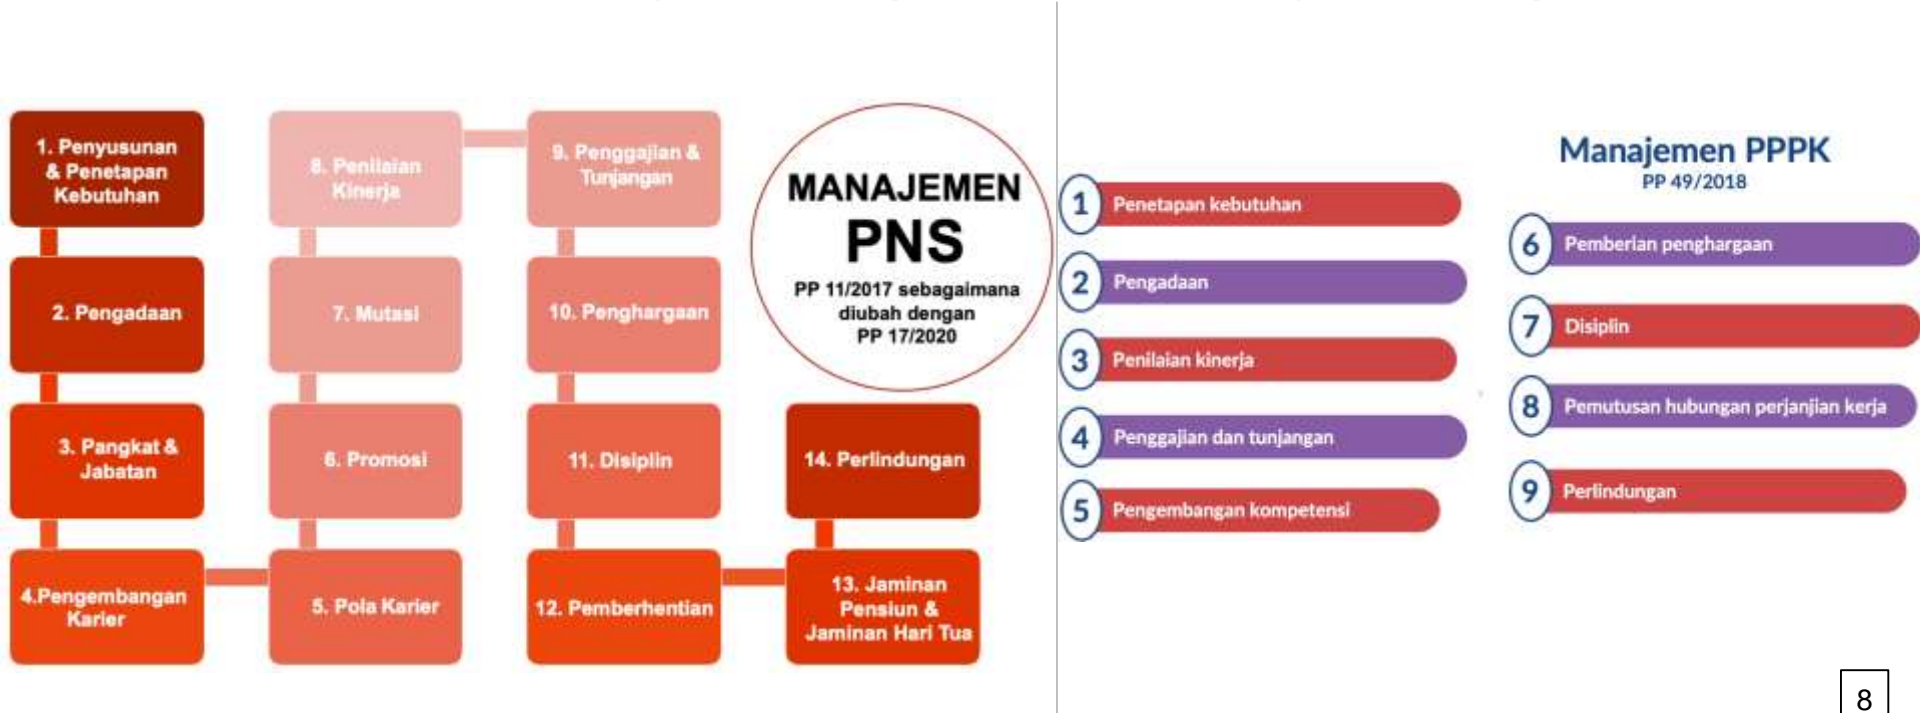 1. Penyusunan
& Penetapan
Kebutuhan
2. Pengadaan
3. Pangkat &
Jabatan
4.Pengembangan
Karier
5. Pola Karier
6. Promosi
7. Mutasi
8. Penilaian
Kinerja
9. Penggajian &
Tunjangan
10. Penghargaan
11. Disiplin
12. Pemberhentian
13. Jaminan
Pensiun &
Jaminan Hari Tua
14. Perlindungan
MANAJEMEN
PNS
PP 11/2017 sebagaimana
diubah dengan
PP 17/2020
Manajemen PPPK
PP 49/2018
1 Penetapan kebutuhan
2 Pengadaan
3 Penilaian kinerja
4 Penggajian dan tunjangan
5 Pengembangan kompetensi
6 Pemberian penghargaan
7 Disiplin
8 Pemutusan hubungan perjanjian kerja
9 Perlindungan
8